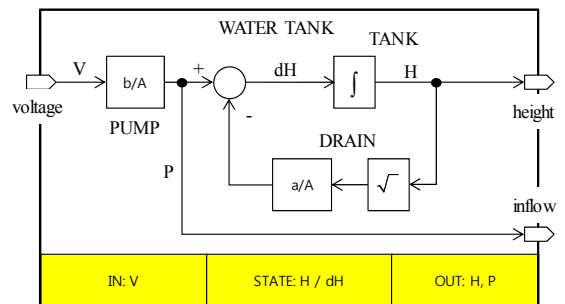 WATER TANK
TANK
V
b/A
+
dH
∫
H
voltage
PUMP
-
height
DRAIN
P
a/A
√
inflow
IN: V
STATE: H / dH
OUT: H, P